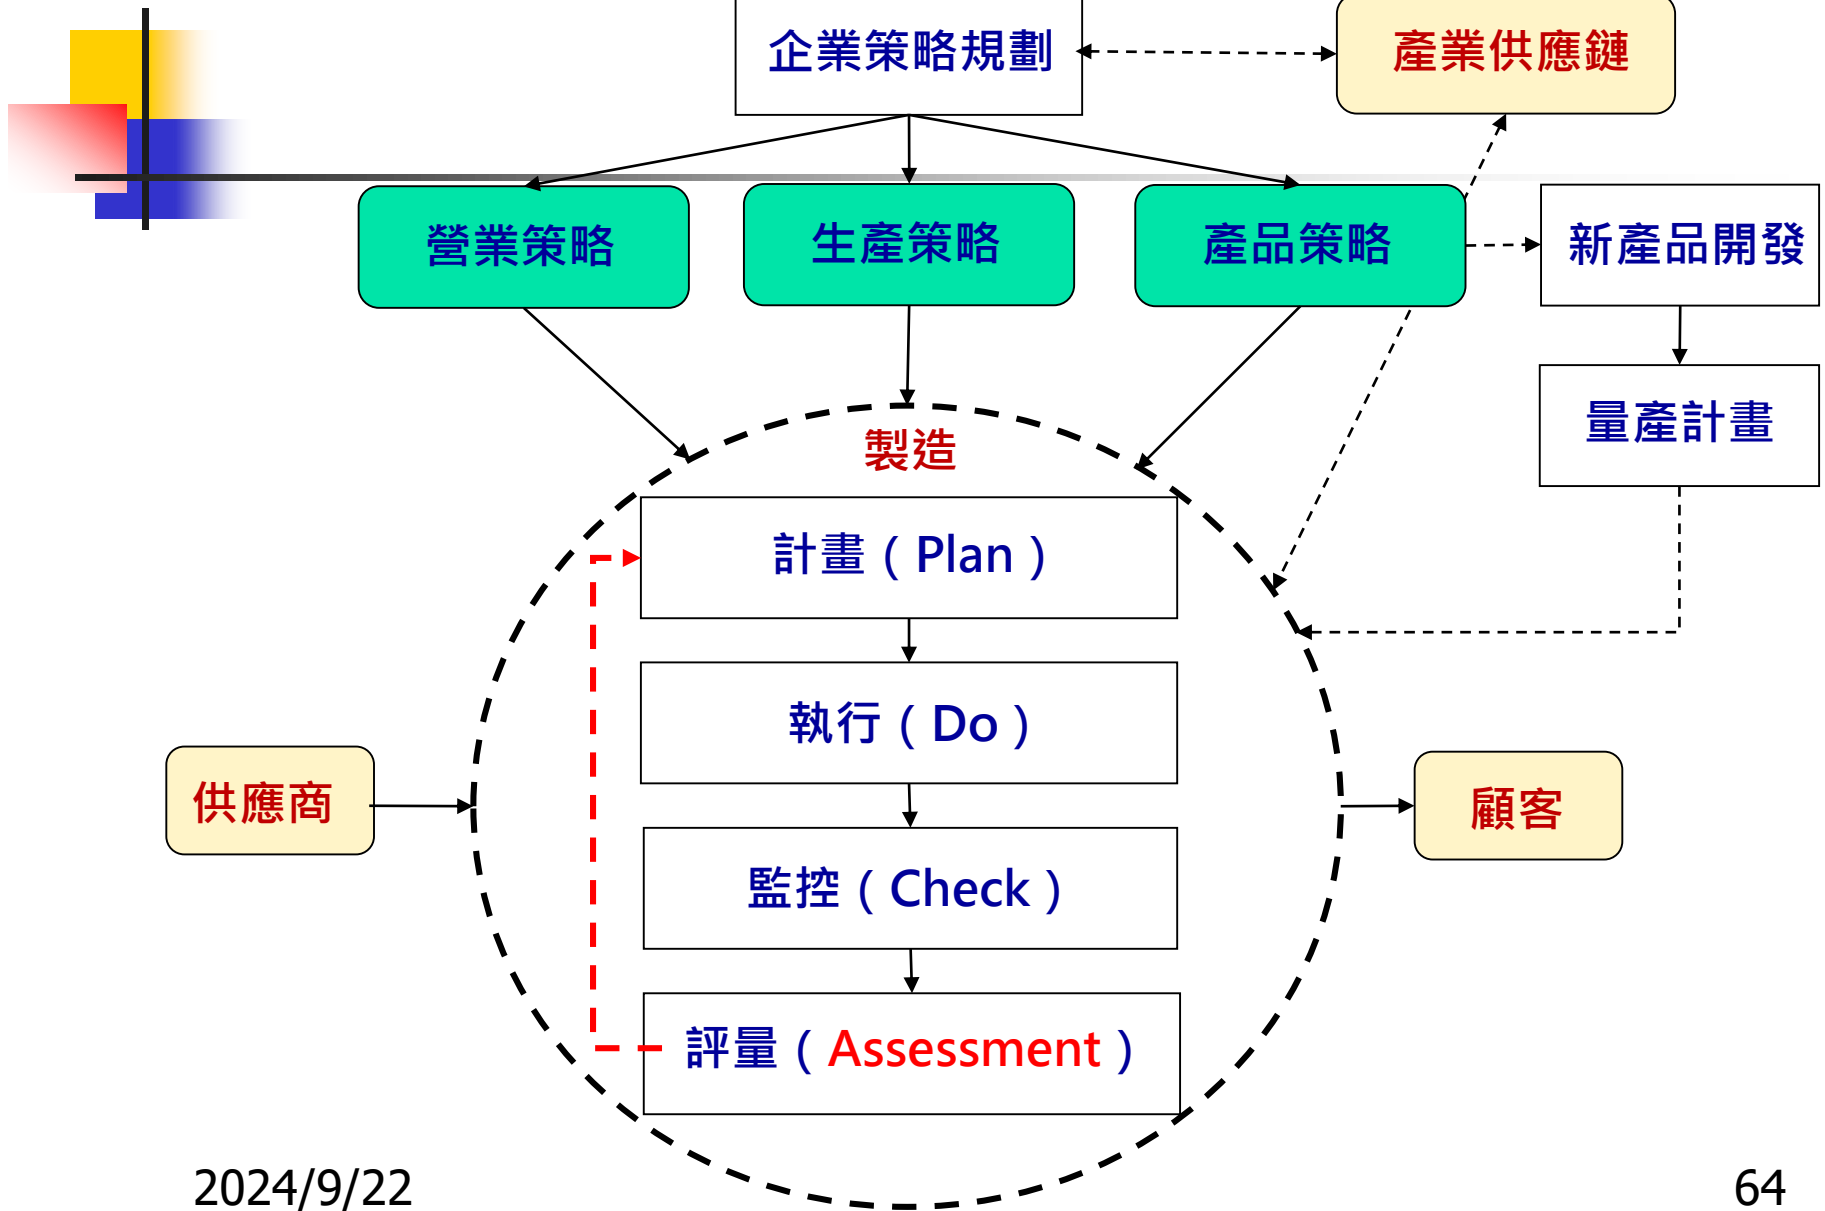 企業策略規劃
產業供應鏈
營業策略
生產策略
產品策略
新產品開發
量產計畫
製造
計畫（Plan）
執行（Do）
監控（Check）
評量（Assessment）
供應商
顧客
2024/9/22
64